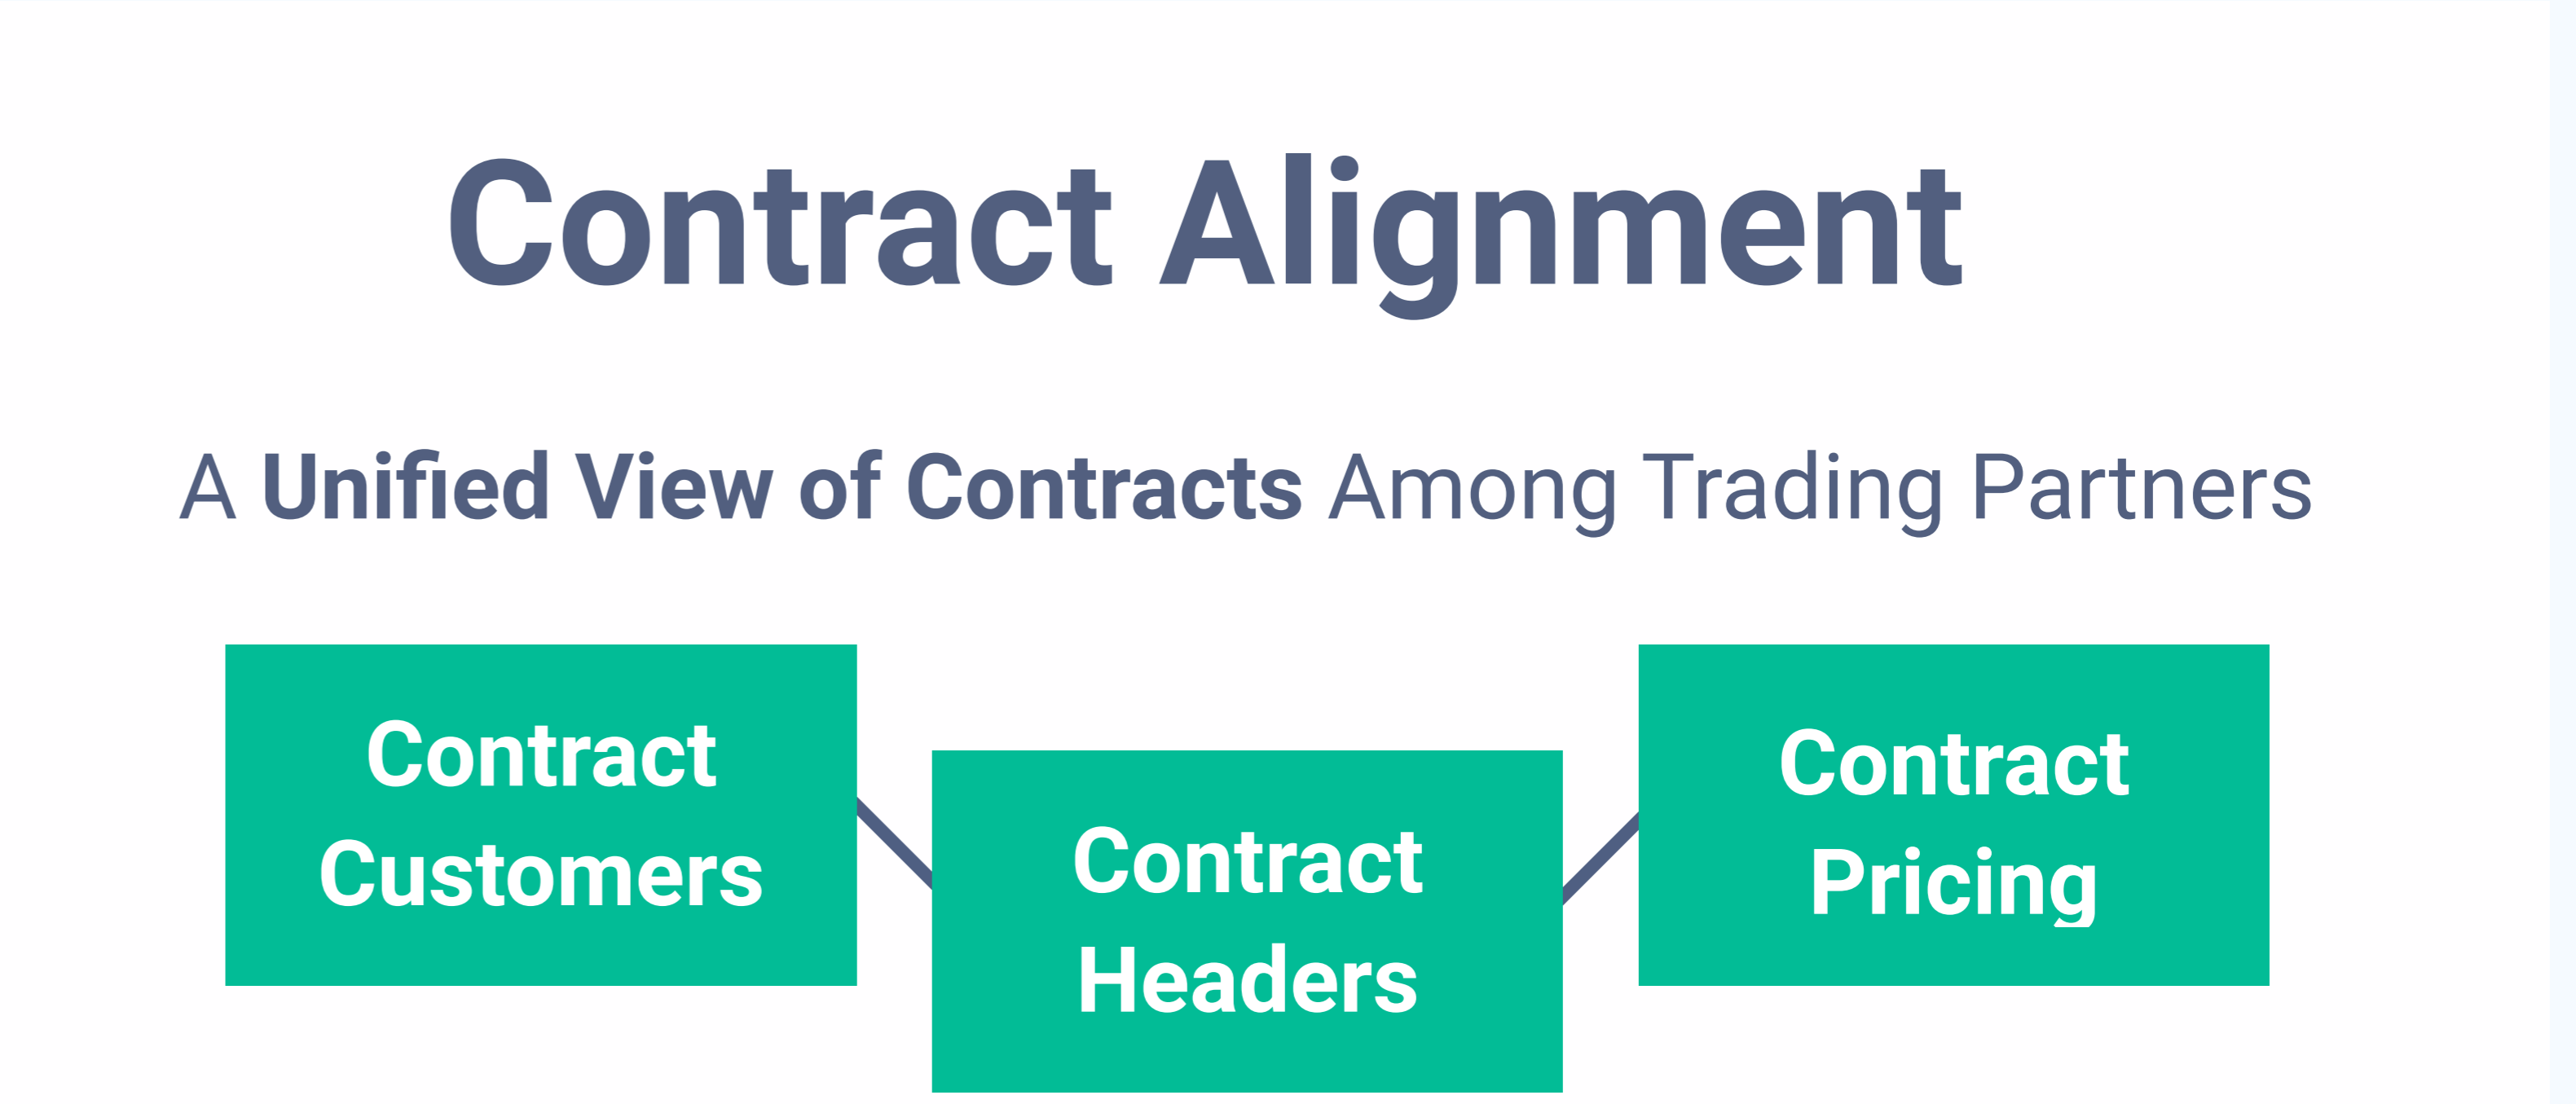 Contract Alignment
A Unified View of Contracts Among Trading Partners
Contract
Customers
Contract
Headers
Contract
Pricing